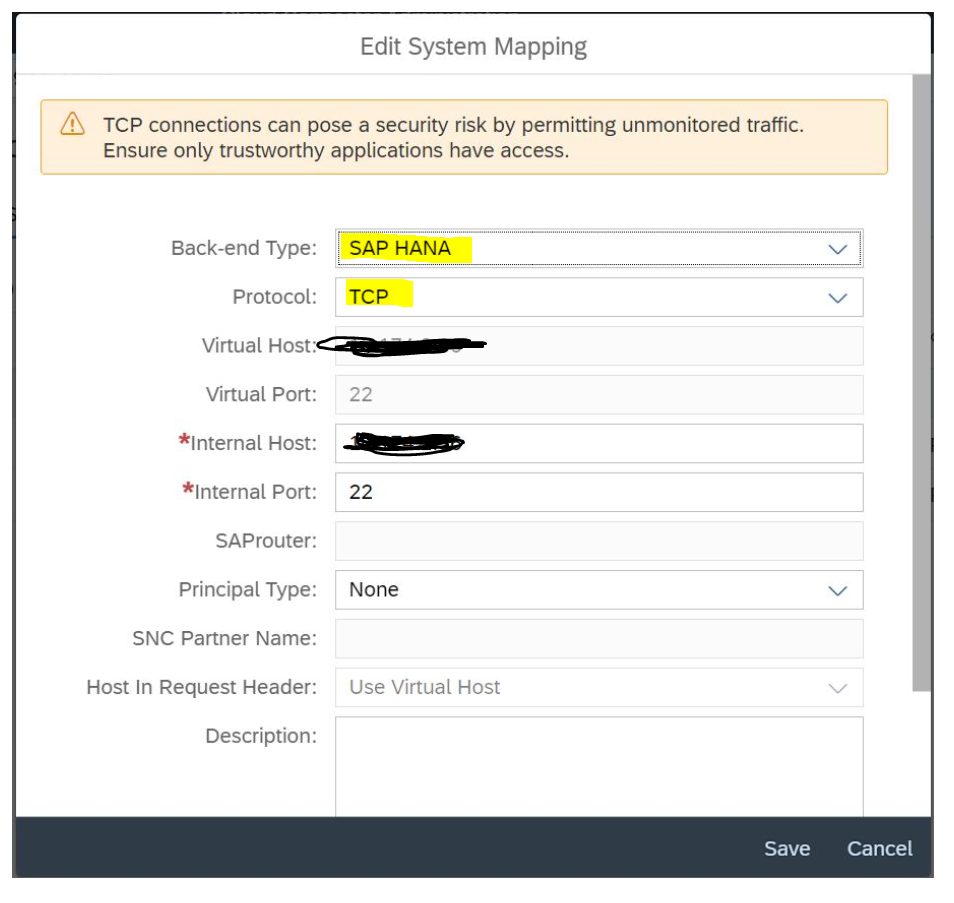 Edit System Mapping
TCP connections can pose a security risk by permitting unmonitored traffic.
Ensure only trustworthy applications have access.
Back-end Type: SAP HANA
Protocol: TCP
Virtual Host:
Virtual Port: 22
*Internal Host:
*Internal Port: 22
SAProuter:
Principal Type: None
SNC Partner Name:
Host In Request Header: Use Virtual Host
Description:
Save Cancel